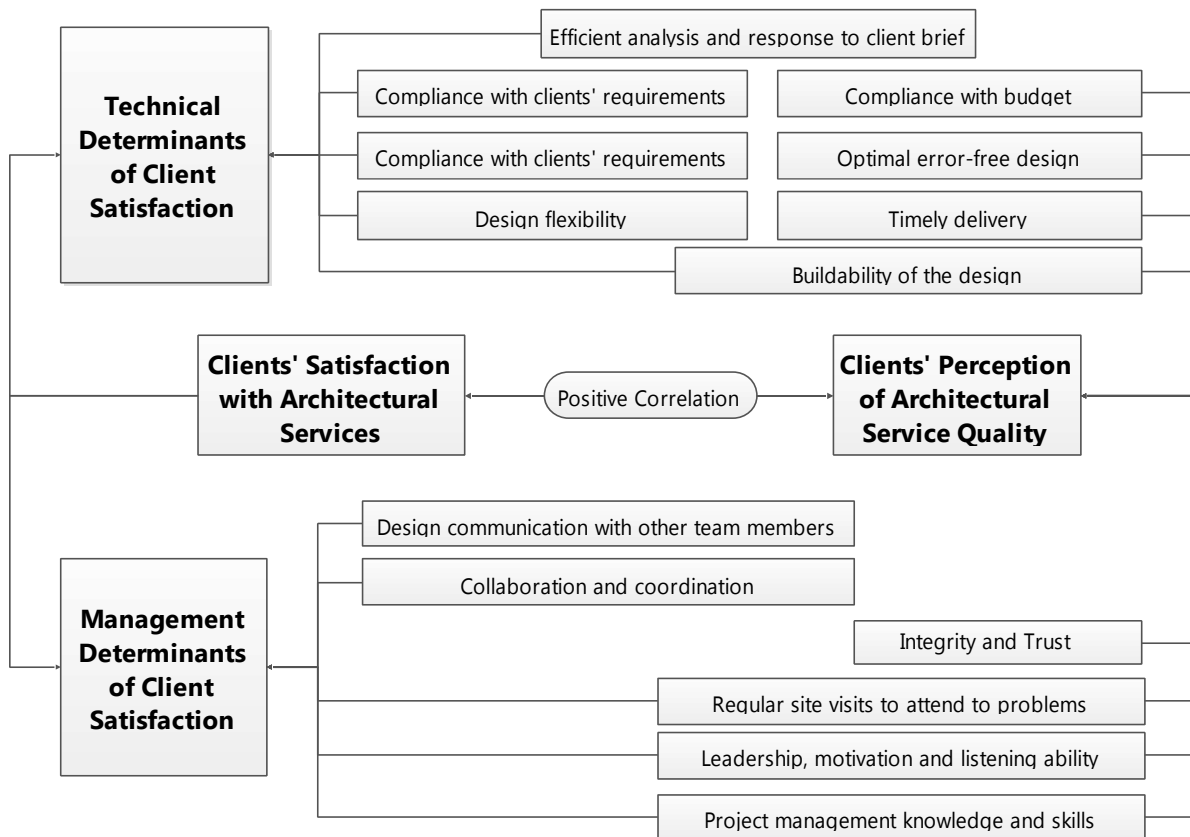 Efficient analysis and response to client brief
Technical
Determinants
of Client
Satisfaction
Compliance with clients' requirements
Compliance with budget
Compliance with clients' requirements
Optimal error-free design
Design flexibility
Timely delivery
Buildability of the design
Clients' Satisfaction
with Architectural
Services
Positive Correlation
Clients' Perception
of Architectural
Service Quality
Design communication with other team members
Collaboration and coordination
Management
Determinants
of Client
Satisfaction
Integrity and Trust
Regular site visits to attend to problems
Leadership, motivation and listening ability
Project management knowledge and skills